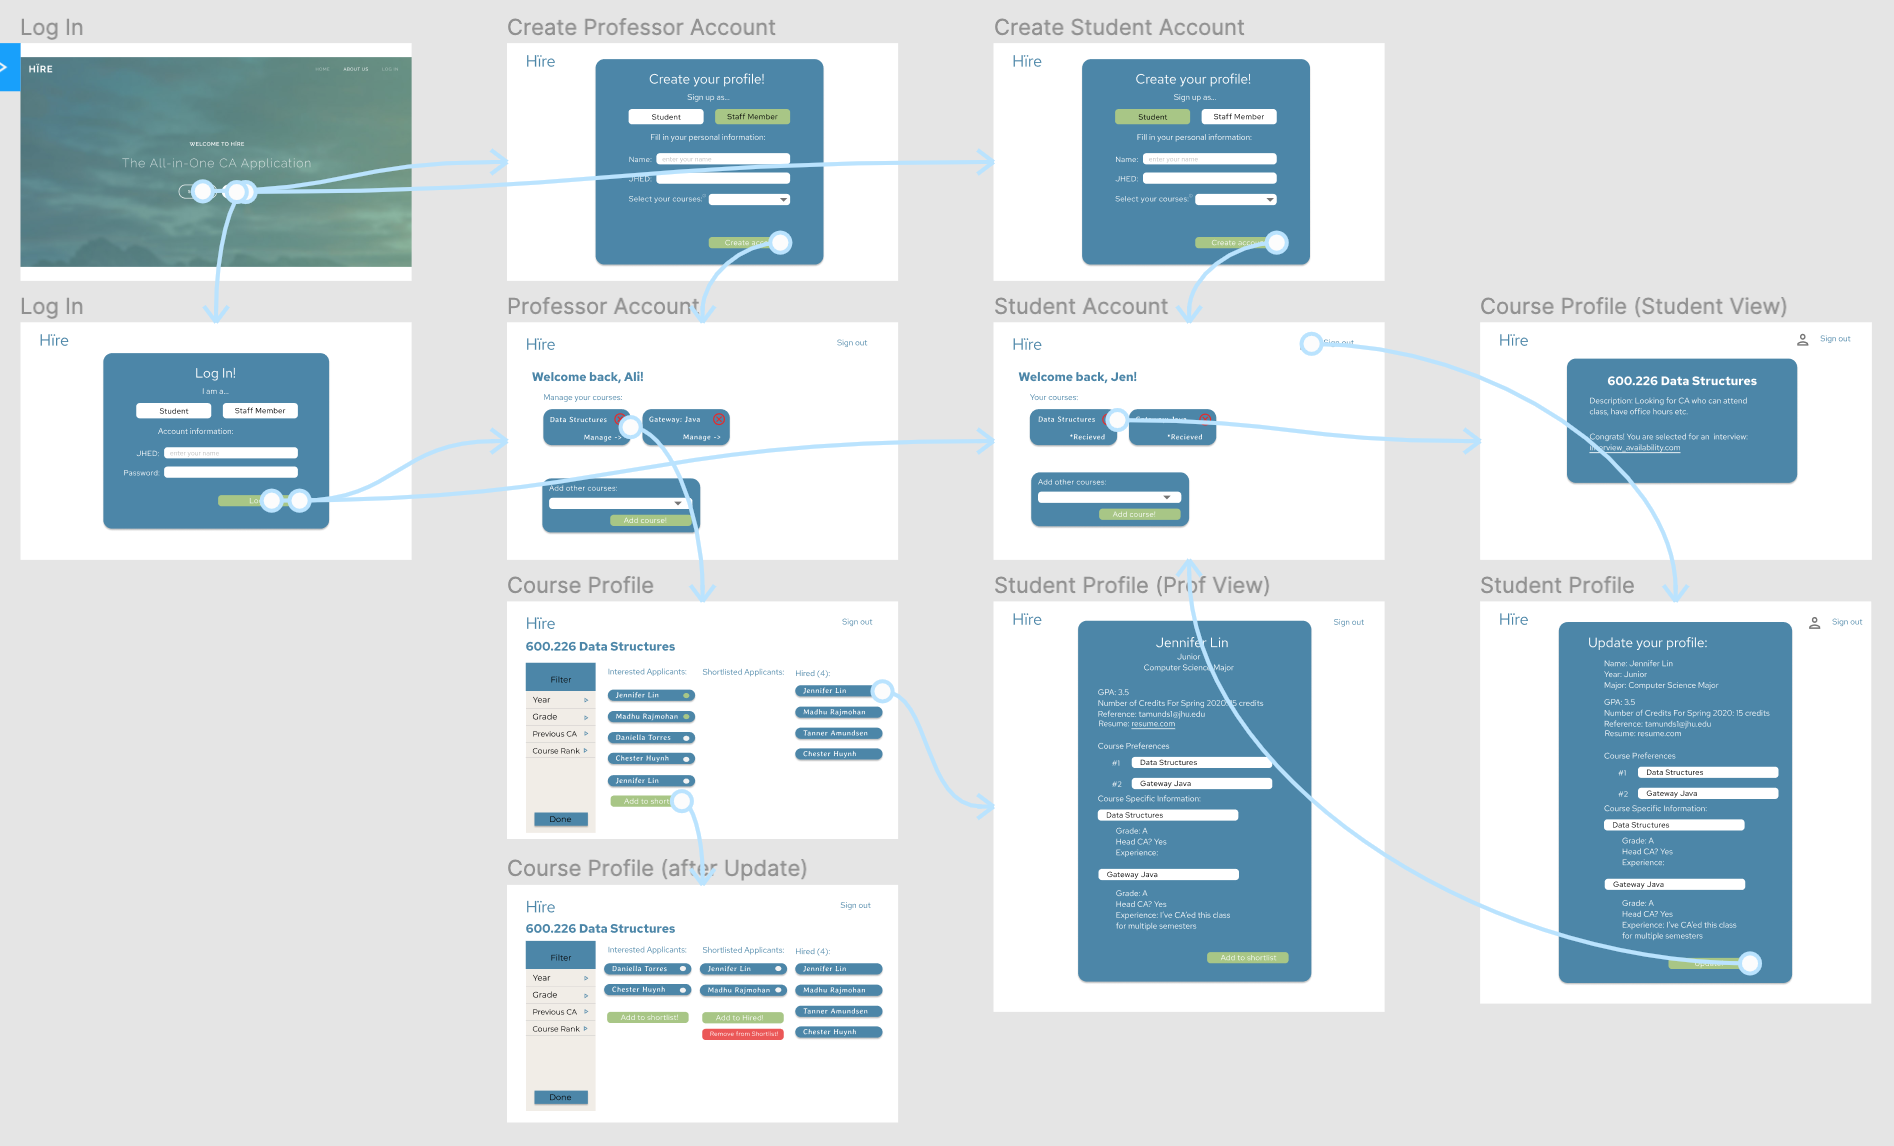 Log In
HÏRE
HOME ABOUT US LOG IN
WELCOME TO HÏRE
The All-in-One CA Application
Create Professor Account
Hïre
Create your profile!
Sign up as...
Student Staff Member
Fill in your personal information:
Name: enter your name
JHED:
Select your courses:
Create acc
Create Student Account
Hïre
Create your profile!
Sign up as...
Student Staff Member
Fill in your personal information:
Name: enter your name
JHED:
Select your courses:
Create accou
Log In
Hïre
Log In!
I am a...
Student Staff Member
Account information:
JHED: enter your name
Password:
Lo
Professor Account
Hïre
Sign out
Welcome back, Ali!
Manage your courses:
Data Structures
Manage ->
Gateway: Java
Manage ->
Add other courses:
Add course!
Student Account
Hïre
Sign out
Welcome back, Jen!
Your courses:
Data Structures
*Recieved
Gateway: Java
*Recieved
Add other courses:
Add course!
Course Profile (Student View)
Hïre
Sign out
600.226 Data Structures
Description: Looking for CA who can attend
class, have office hours etc.
Congrats! You are selected for an interview:
interview_availability.com
Course Profile
Hïre
Sign out
600.226 Data Structures
Filter
Year
Grade
Previous CA
Course Rank
Done
Interested Applicants:
Jennifer Lin
Madhu Rajmohan
Daniella Torres
Chester Huynh
Jennifer Lin
Add to short
Shortlisted Applicants:
Hired (4):
Jennifer Lin
Madhu Rajmohan
Tanner Amundsen
Chester Huynh
Student Profile (Prof View)
Hïre
Sign out
Jennifer Lin
Junior
Computer Science Major
GPA: 3.5
Number of Credits For Spring 2020: 15 credits
Reference: tamunds1@jhu.edu
Resume: resume.com
Course Preferences
#1 Data Structures
#2 Gateway Java
Course Specific Information:
Data Structures
Grade: A
Head CA? Yes
Experience:
Gateway Java
Grade: A
Head CA? Yes
Experience: I've CA'ed this class
for multiple semesters
Add to shortlist
Student Profile
Hïre
Sign out
Update your profile:
Name: Jennifer Lin
Year: Junior
Major: Computer Science Major
GPA: 3.5
Number of Credits For Spring 2020: 15 credits
Reference: tamunds1@jhu.edu
Resume: resume.com
Course Preferences
#1 Data Structures
#2 Gateway Java
Course Specific Information:
Data Structures
Grade: A
Head CA? Yes
Experience:
Gateway Java
Grade: A
Head CA? Yes
Experience: I've CA'ed this class
for multiple semesters
Update
Course Profile (after Update)
Hïre
Sign out
600.226 Data Structures
Filter
Year
Grade
Previous CA
Course Rank
Done
Interested Applicants:
Daniella Torres
Chester Huynh
Add to shortlist!
Shortlisted Applicants:
Jennifer Lin
Madhu Rajmohan
Add to Hired!
Remove from Shortlist!
Hired (4):
Jennifer Lin
Madhu Rajmohan
Tanner Amundsen
Chester Huynh